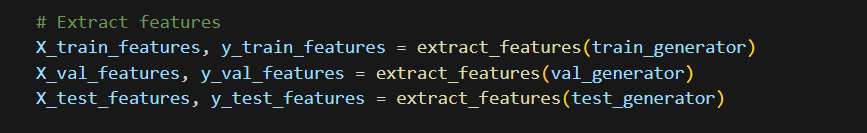 # Extract features
X_train_features, y_train_features = extract_features(train_generator)
X_val_features, y_val_features = extract_features(val_generator)
X_test_features, y_test_features = extract_features(test_generator)